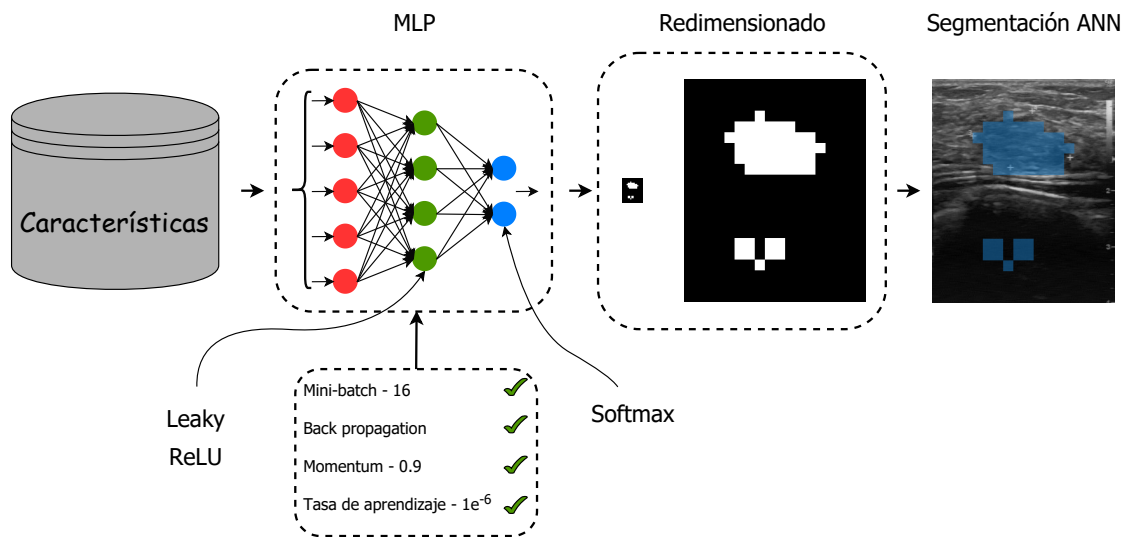 MLP
Redimensionado
Segmentación ANN
Característicás
Leaky
ReLU
Softmax
Mini-batch - 16
Back propagation
Momentum - 0.9
Tasa de aprendizaje - 1e-6